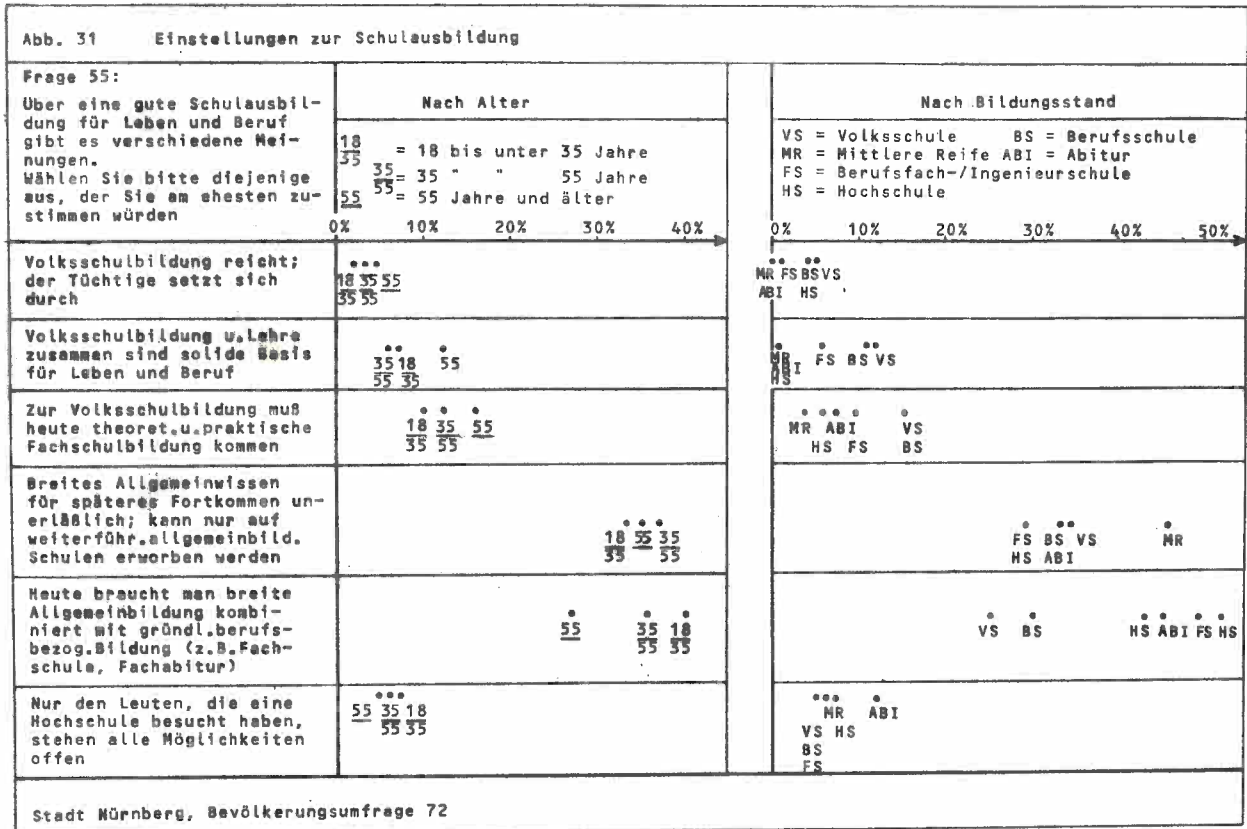 Abb. 31 Einstellungen zur Schulausbildung
Frage 55:
Über eine gute Schulausbil-
dung für Leben und Beruf
gibt es verschiedene Mei-
nungen.
Wählen Sie bitte diejenige
aus, der Sie am ehesten zu-
stimmen würden
Nach Alter
18
35 = 18 bis unter 35 Jahre
35
55 = 35 " " 55 Jahre
55 = 55 Jahre und älter
0% 10% 20% 30% 40%
Nach Bildungsstand
VS = Volksschule BS = Berufsschule
MR = Mittlere Reife ABI = Abitur
FS = Berufsfach-/Ingenieurschule
HS = Hochschule
0% 10% 20% 30% 40% 50%
Volksschulbildung reicht;
der Tüchtige setzt sich
durch
18 35 55
35 55
MR FS BS VS
ABI HS
Volksschulbildung u.Lehre
zusammen sind solide Basis
für Leben und Beruf
35 18 55
55 35
MR FS BS VS
ABI
HS
Zur Volksschulbildung muß
heute theoret.u.praktische
Fachschulbildung kommen
18 35 55
35 55
MR ABI VS
HS FS BS
Breites Allgemeinwissen
für späteres Fortkommen un-
erläßlich; kann nur auf
weiterführ.allgemeinbild.
Schulen erworben werden
18 55 35
35 55
FS BS VS MR
HS ABI
Heute braucht man breite
Allgemeinbildung kombi-
niert mit gründl.berufs-
bezog.Bildung (z.B.Fach-
schule, Fachabitur)
55 35 18
55 35
VS BS HS ABI FS HS
Nur den Leuten, die eine
Hochschule besucht haben,
stehen alle Möglichkeiten
offen
55 35 18
55 35
MR ABI
VS HS
BS
FS
Stadt Nürnberg, Bevölkerungsumfrage 72